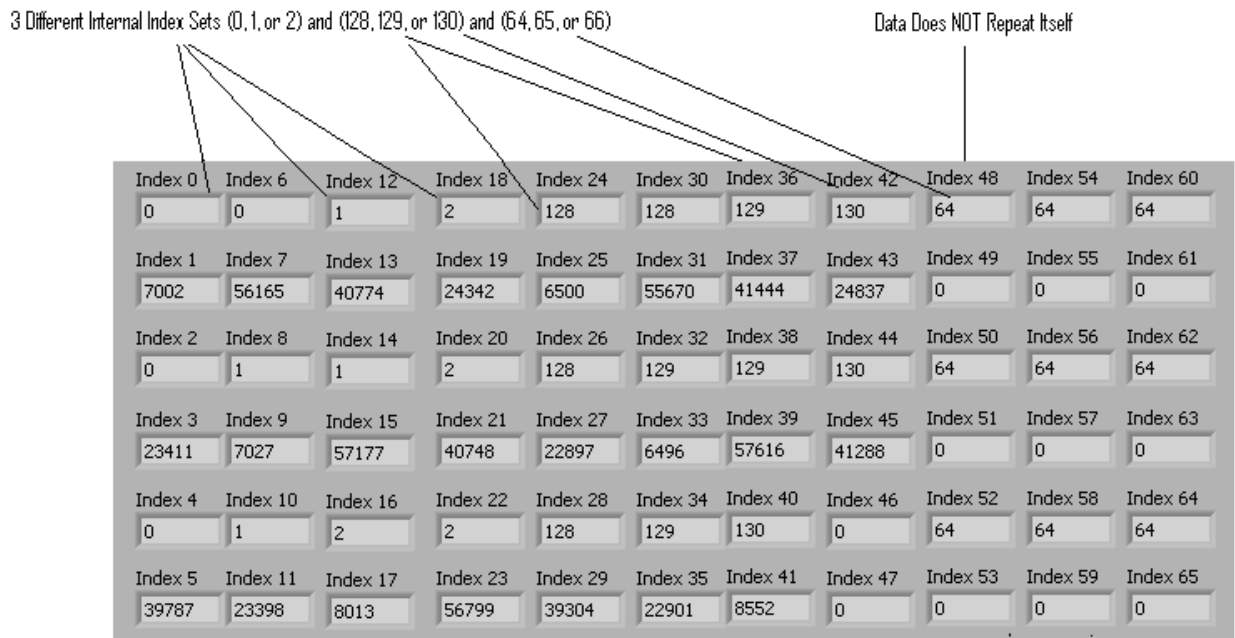 3 Different Internal Index Sets (0, 1, or 2) and (128, 129, or 130) and (64, 65, or 66) Data Does NOT Repeat Itself
Index 0 Index 6 Index 12 Index 18 Index 24 Index 30 Index 36 Index 42 Index 48 Index 54 Index 60
0 0 1 2 128 128 129 130 64 64 64
Index 1 Index 7 Index 13 Index 19 Index 25 Index 31 Index 37 Index 43 Index 49 Index 55 Index 61
7002 56165 40774 24342 6500 55670 41444 24837 0 0 0
Index 2 Index 8 Index 14 Index 20 Index 26 Index 32 Index 38 Index 44 Index 50 Index 56 Index 62
0 1 1 2 128 129 129 130 64 64 64
Index 3 Index 9 Index 15 Index 21 Index 27 Index 33 Index 39 Index 45 Index 51 Index 57 Index 63
23411 7027 57177 40748 22897 6496 57616 41288 0 0 0
Index 4 Index 10 Index 16 Index 22 Index 28 Index 34 Index 40 Index 46 Index 52 Index 58 Index 64
0 1 2 2 128 129 130 0 64 64 64
Index 5 Index 11 Index 17 Index 23 Index 29 Index 35 Index 41 Index 47 Index 53 Index 59 Index 65
39787 23398 8013 56799 39304 22901 8552 0 0 0 0